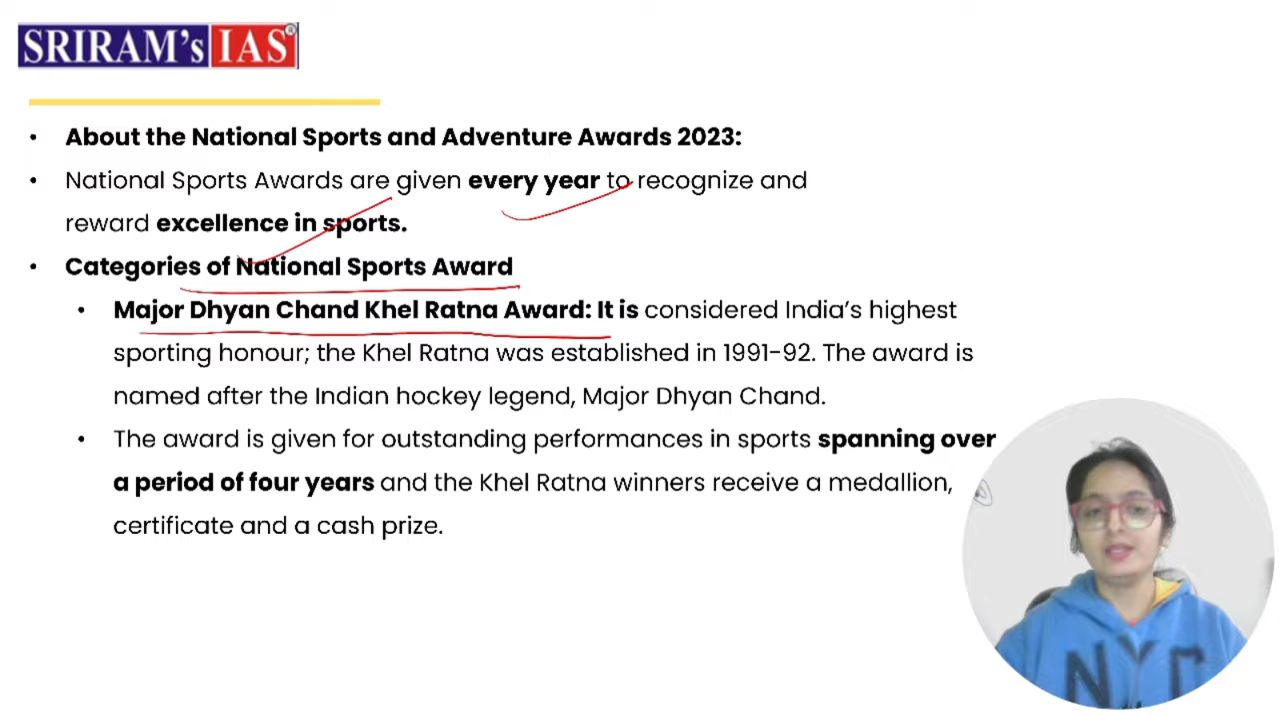 SRIRAM's IAS®
• About the National Sports and Adventure Awards 2023:
• National Sports Awards are given every year to recognize and
reward excellence in sports.
• Categories of National Sports Award
• Major Dhyan Chand Khel Ratna Award: It is considered India's highest
sporting honour; the Khel Ratna was established in 1991-92. The award is
named after the Indian hockey legend, Major Dhyan Chand.
• The award is given for outstanding performances in sports spanning over
a period of four years and the Khel Ratna winners receive a medallion,
certificate and a cash prize.
NYC